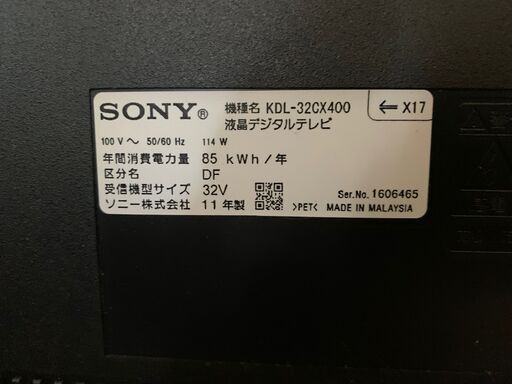 SONY® 機種名 KDL-32CX400
液晶デジタルテレビ
← X17
100 V ～ 50/60 Hz 114 W
年間消費電力量 85 kWh/年
区分名 DF
受信機型サイズ 32V
ソニー株式会社 11年製
Ser.No. 1606465
>PET< MADE IN MALAYSIA